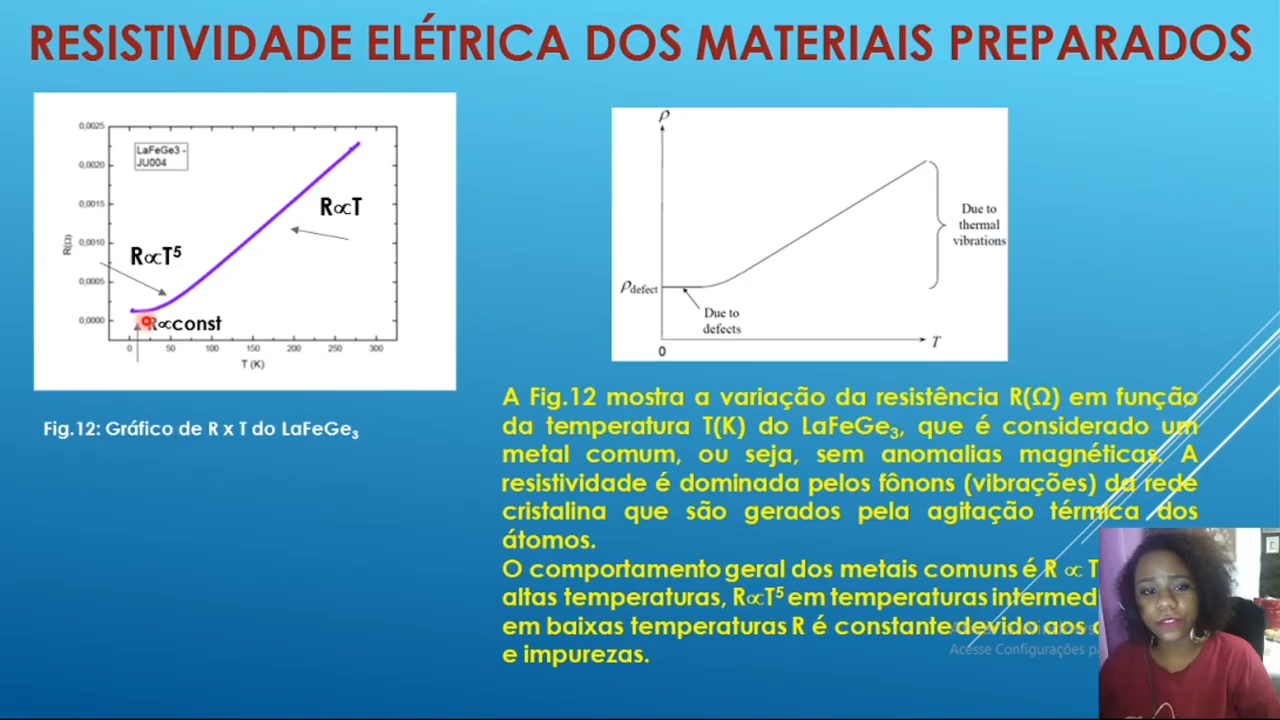 RESISTIVIDADE ELÉTRICA DOS MATERIAIS PREPARADOS
0,0025
0,0020
0,0015
0,0010
0,0005
0,0000
R(Ω)
LaFeGe3 -
JU004
R∝T
R∝T⁵
R∝const
0 50 100 150 200 250 300
T (K)
Fig.12: Gráfico de R x T do LaFeGe₃
ρ
Due to
thermal
vibrations
ρdefect
Due to
defects
T
0
A Fig.12 mostra a variação da resistência R(Ω) em função
da temperatura T(K) do LaFeGe₃, que é considerado um
metal comum, ou seja, sem anomalias magnéticas. A
resistividade é dominada pelos fônons (vibrações) da rede
cristalina que são gerados pela agitação térmica dos
átomos.
O comportamento geral dos metais comuns é R ∝ T
altas temperaturas, R∝T⁵ em temperaturas intermed
em baixas temperaturas R é constante devido aos
e impurezas.
Acesse Configurações